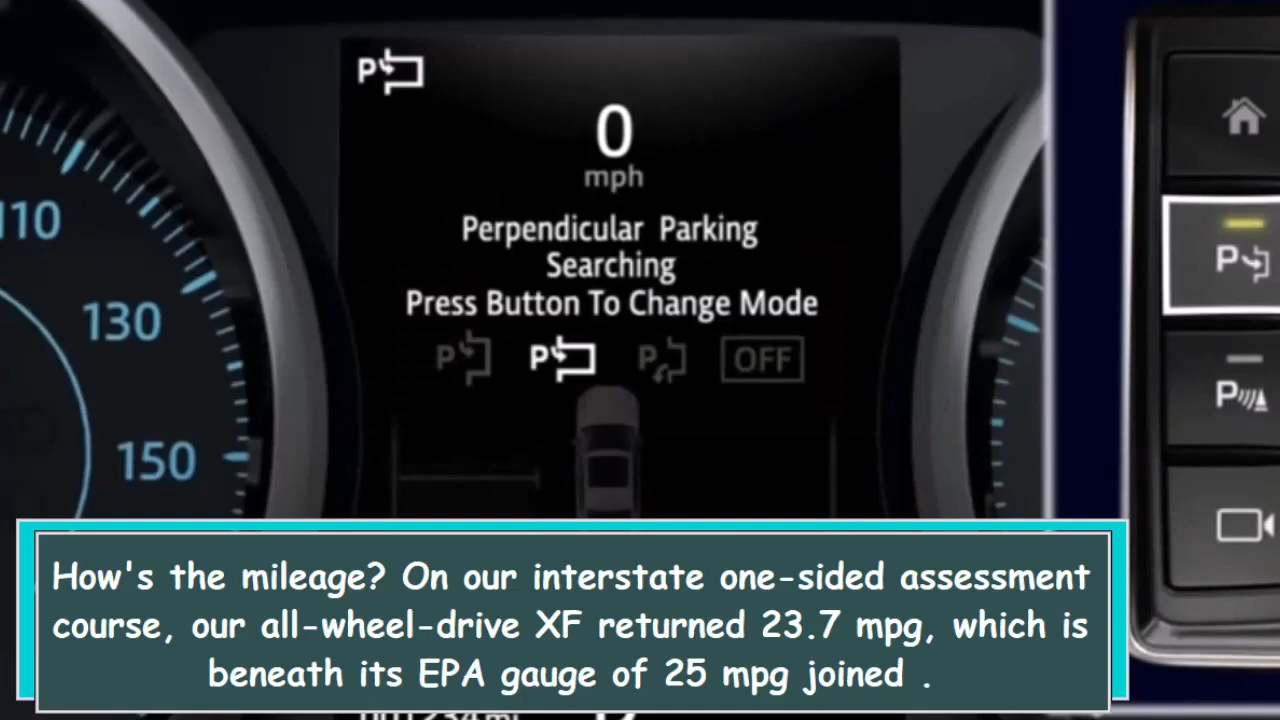 P
0
mph
Perpendicular Parking
Searching
Press Button To Change Mode
P P P OFF
110
130
150
P
P
How's the mileage? On our interstate one-sided assessment
course, our all-wheel-drive XF returned 23.7 mpg, which is
beneath its EPA gauge of 25 mpg joined .